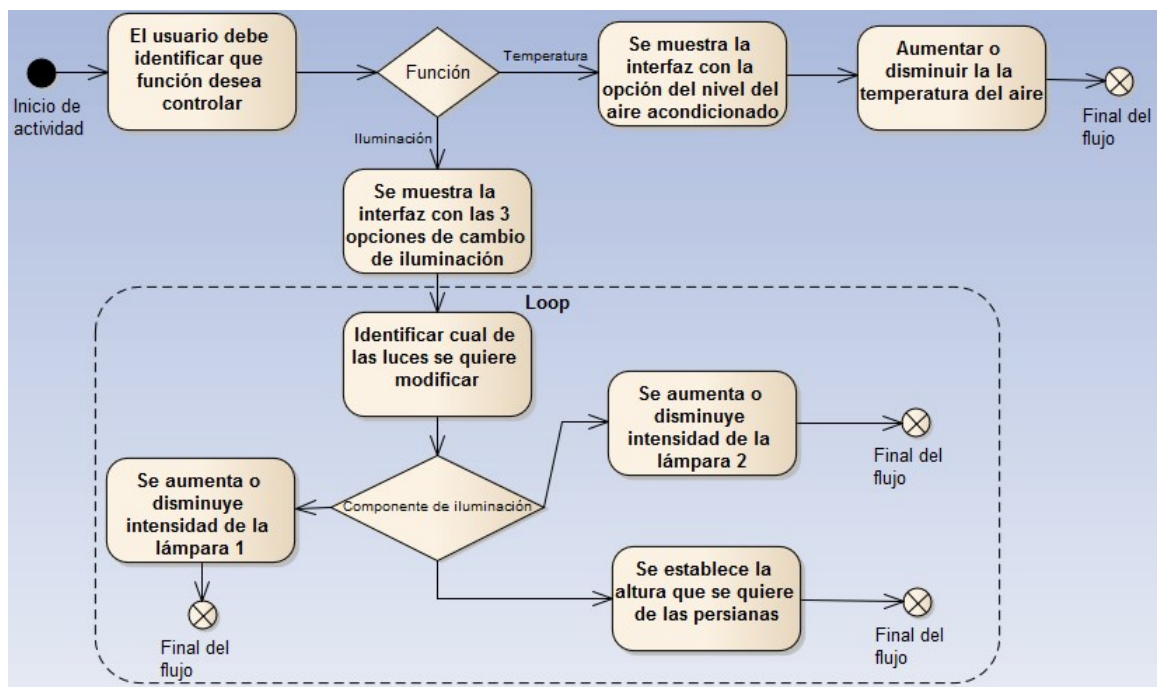 El usuario debe
identificar que
función desea
controlar
Inicio de
actividad
Función
Temperatura
Se muestra la
interfaz con la
opción del nivel del
aire acondicionado
Aumentar o
disminuir la la
temperatura del aire
Final del
flujo
Iluminación
Se muestra la
interfaz con las 3
opciones de cambio
de iluminación
Loop
Identificar cual de
las luces se quiere
modificar
Se aumenta o
disminuye
intensidad de la
lámpara 2
Final del
flujo
Componente de iluminación
Se aumenta o
disminuye
intensidad de la
lámpara 1
Final del
flujo
Se establece la
altura que se quiere
de las persianas
Final del
flujo